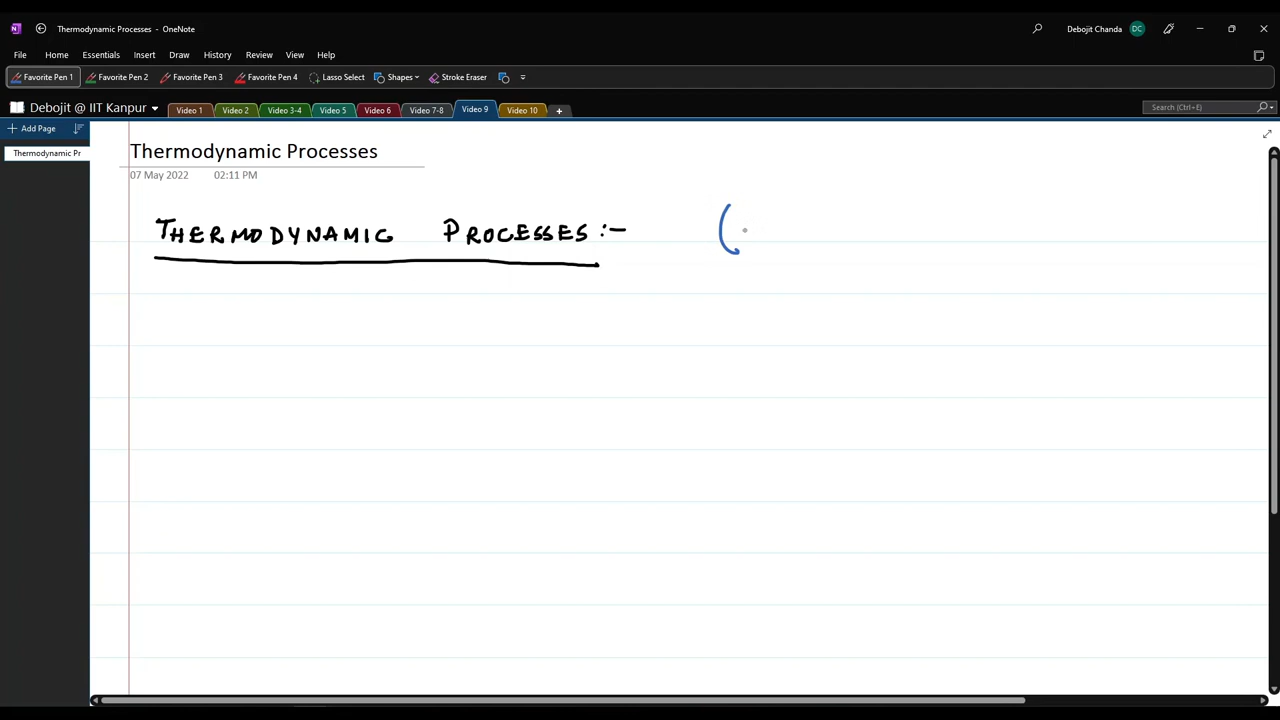 Thermodynamic Processes - OneNote
Debojit Chanda DC
File Home Essentials Insert Draw History Review View Help
Favorite Pen 1 Favorite Pen 2 Favorite Pen 3 Favorite Pen 4 Lasso Select Shapes Stroke Eraser
Debojit @ IIT Kanpur Video 1 Video 2 Video 3-4 Video 5 Video 6 Video 7-8 Video 9 Video 10 + Search (Ctrl+E)
+ Add Page
Thermodynamic Pr
Thermodynamic Processes
07 May 2022 02:11 PM
THERMODYNAMIC PROCESSES :- (